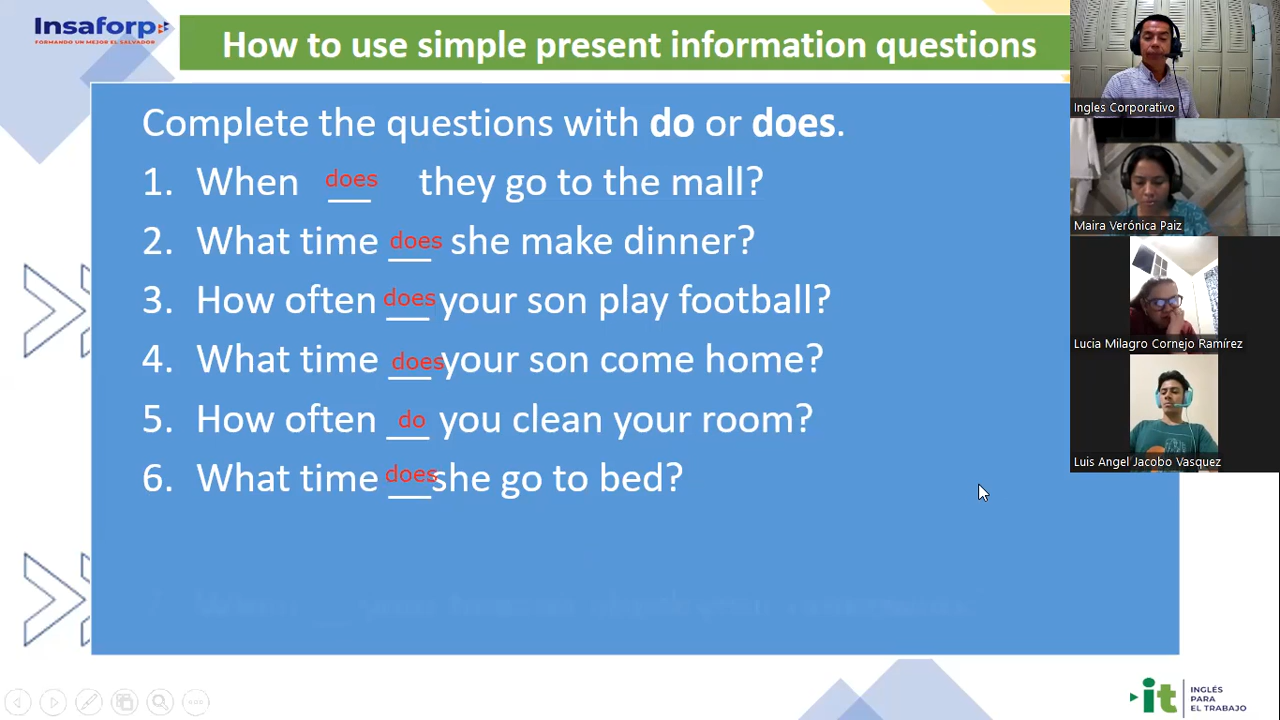 Insaforp
FORMANDO UN MEJOR EL SALVADOR
How to use simple present information questions
Complete the questions with do or does.
1. When does they go to the mall?
2. What time does she make dinner?
3. How often does your son play football?
4. What time does your son come home?
5. How often do you clean your room?
6. What time does she go to bed?
Ingles Corporativo
Maira Verónica Paiz
Lucia Milagro Cornejo Ramírez
Luis Angel Jacobo Vasquez
it
INGLÉS
PARA
EL TRABAJO